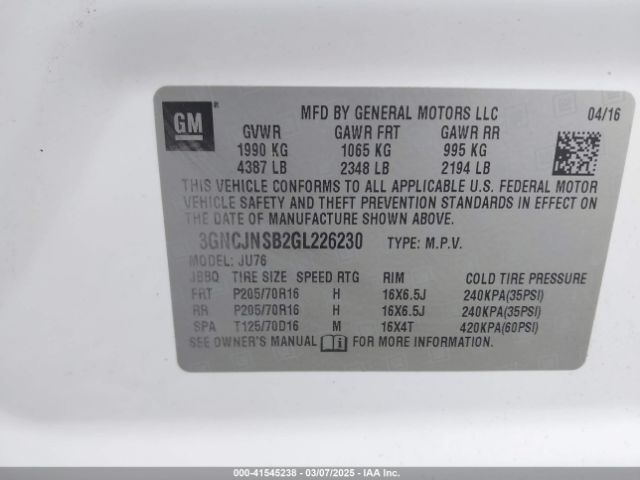 GM ®
MFD BY GENERAL MOTORS LLC 04/16
GVWR GAWR FRT GAWR RR
1990 KG 1065 KG 995 KG
4387 LB 2348 LB 2194 LB
THIS VEHICLE CONFORMS TO ALL APPLICABLE U.S. FEDERAL MOTOR
VEHICLE SAFETY AND THEFT PREVENTION STANDARDS IN EFFECT ON
THE DATE OF MANUFACTURE SHOWN ABOVE.
3GNCJNSB2GL226230 TYPE: M.P.V.
MODEL: JU76
JBBQ TIRE SIZE SPEED RTG RIM COLD TIRE PRESSURE
FRT P205/70R16 H 16X6.5J 240KPA(35PSI)
RR P205/70R16 H 16X6.5J 240KPA(35PSI)
SPA T125/70D16 M 16X4T 420KPA(60PSI)
SEE OWNER'S MANUAL i FOR MORE INFORMATION.
000-41545238 - 03/07/2025 - IAAI.COM